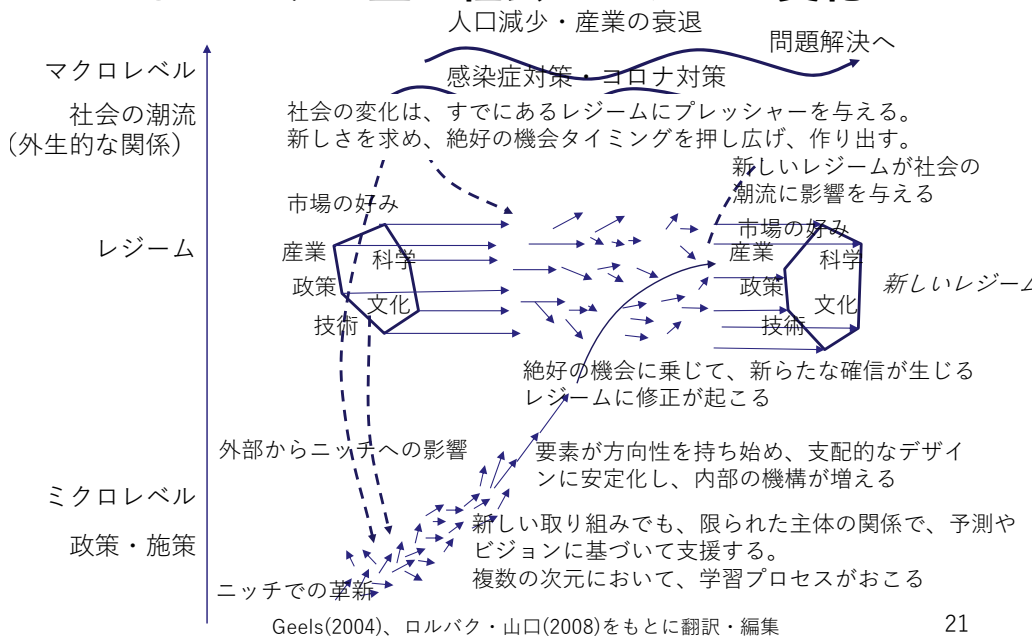 人口減少・産業の衰退
問題解決へ
マクロレベル
感染症対策・コロナ対策
社会の潮流
(外生的な関係)
社会の変化は、すでにあるレジームにプレッシャーを与える。
新しさを求め、絶好の機会タイミングを押し広げ、作り出す。
新しいレジームが社会の
潮流に影響を与える
市場の好み
市場の好み
レジーム
産業
科学
産業
科学
政策
政策
新しいレジーム
文化
文化
技術
技術
絶好の機会に乗じて、新らたな確信が生じる
レジームに修正が起こる
外部からニッチへの影響
要素が方向性を持ち始め、支配的なデザイ
ンに安定化し、内部の機構が増える
ミクロレベル
政策・施策
新しい取り組みでも、限られた主体の関係で、予測や
ビジョンに基づいて支援する。
複数の次元において、学習プロセスがおこる
ニッチでの革新
Geels(2004)、ロルバク・山口(2008)をもとに翻訳・編集
21